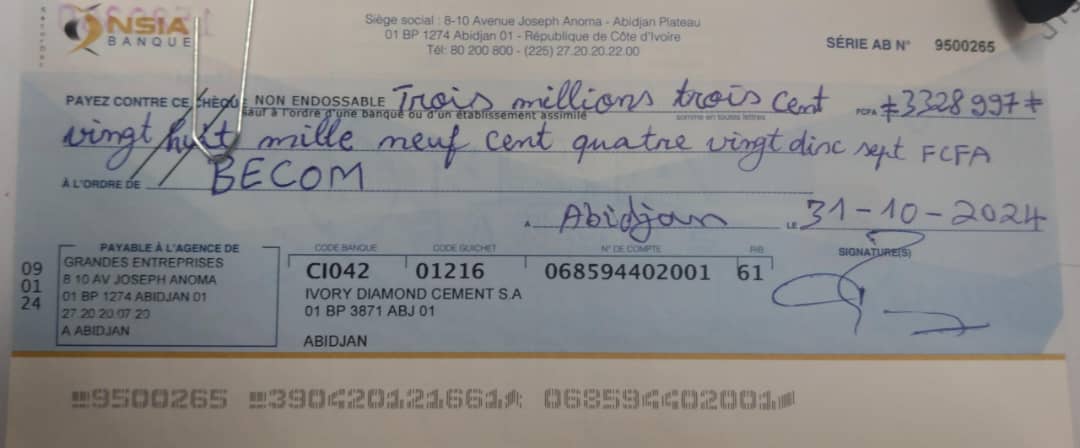 NSIA
BANQUE
Siège social : 8-10 Avenue Joseph Anoma - Abidjan Plateau
01 BP 1274 Abidjan 01 - République de Côte d'Ivoire
Tél: 80 200 800 - (225) 27.20.20.22.00
SÉRIE AB N° 9500265
PAYEZ CONTRE CE CHÈQUE NON ENDOSSABLE Trois millions trois cent FCFA #3328997#
sauf à l'ordre d'une banque ou d'un établissement assimilé somme en toutes lettres
vingt huit mille neuf cent quatre vingt disc sept FCFA
À L'ORDRE DE BECOM
A Abidjan LE 31-10-2024
PAYABLE À L'AGENCE DE
GRANDES ENTREPRISES
8 10 AV JOSEPH ANOMA
01 BP 1274 ABIDJAN 01
27 20 20 07 20
A ABIDJAN
09
01
24
CODE BANQUE CODE GUICHET N° DE COMPTE RIB
CI042 01216 068594402001 61
IVORY DIAMOND CEMENT S.A
01 BP 3871 ABJ 01
ABIDJAN
SIGNATURE(S)
9500265 390420121661 068594402001